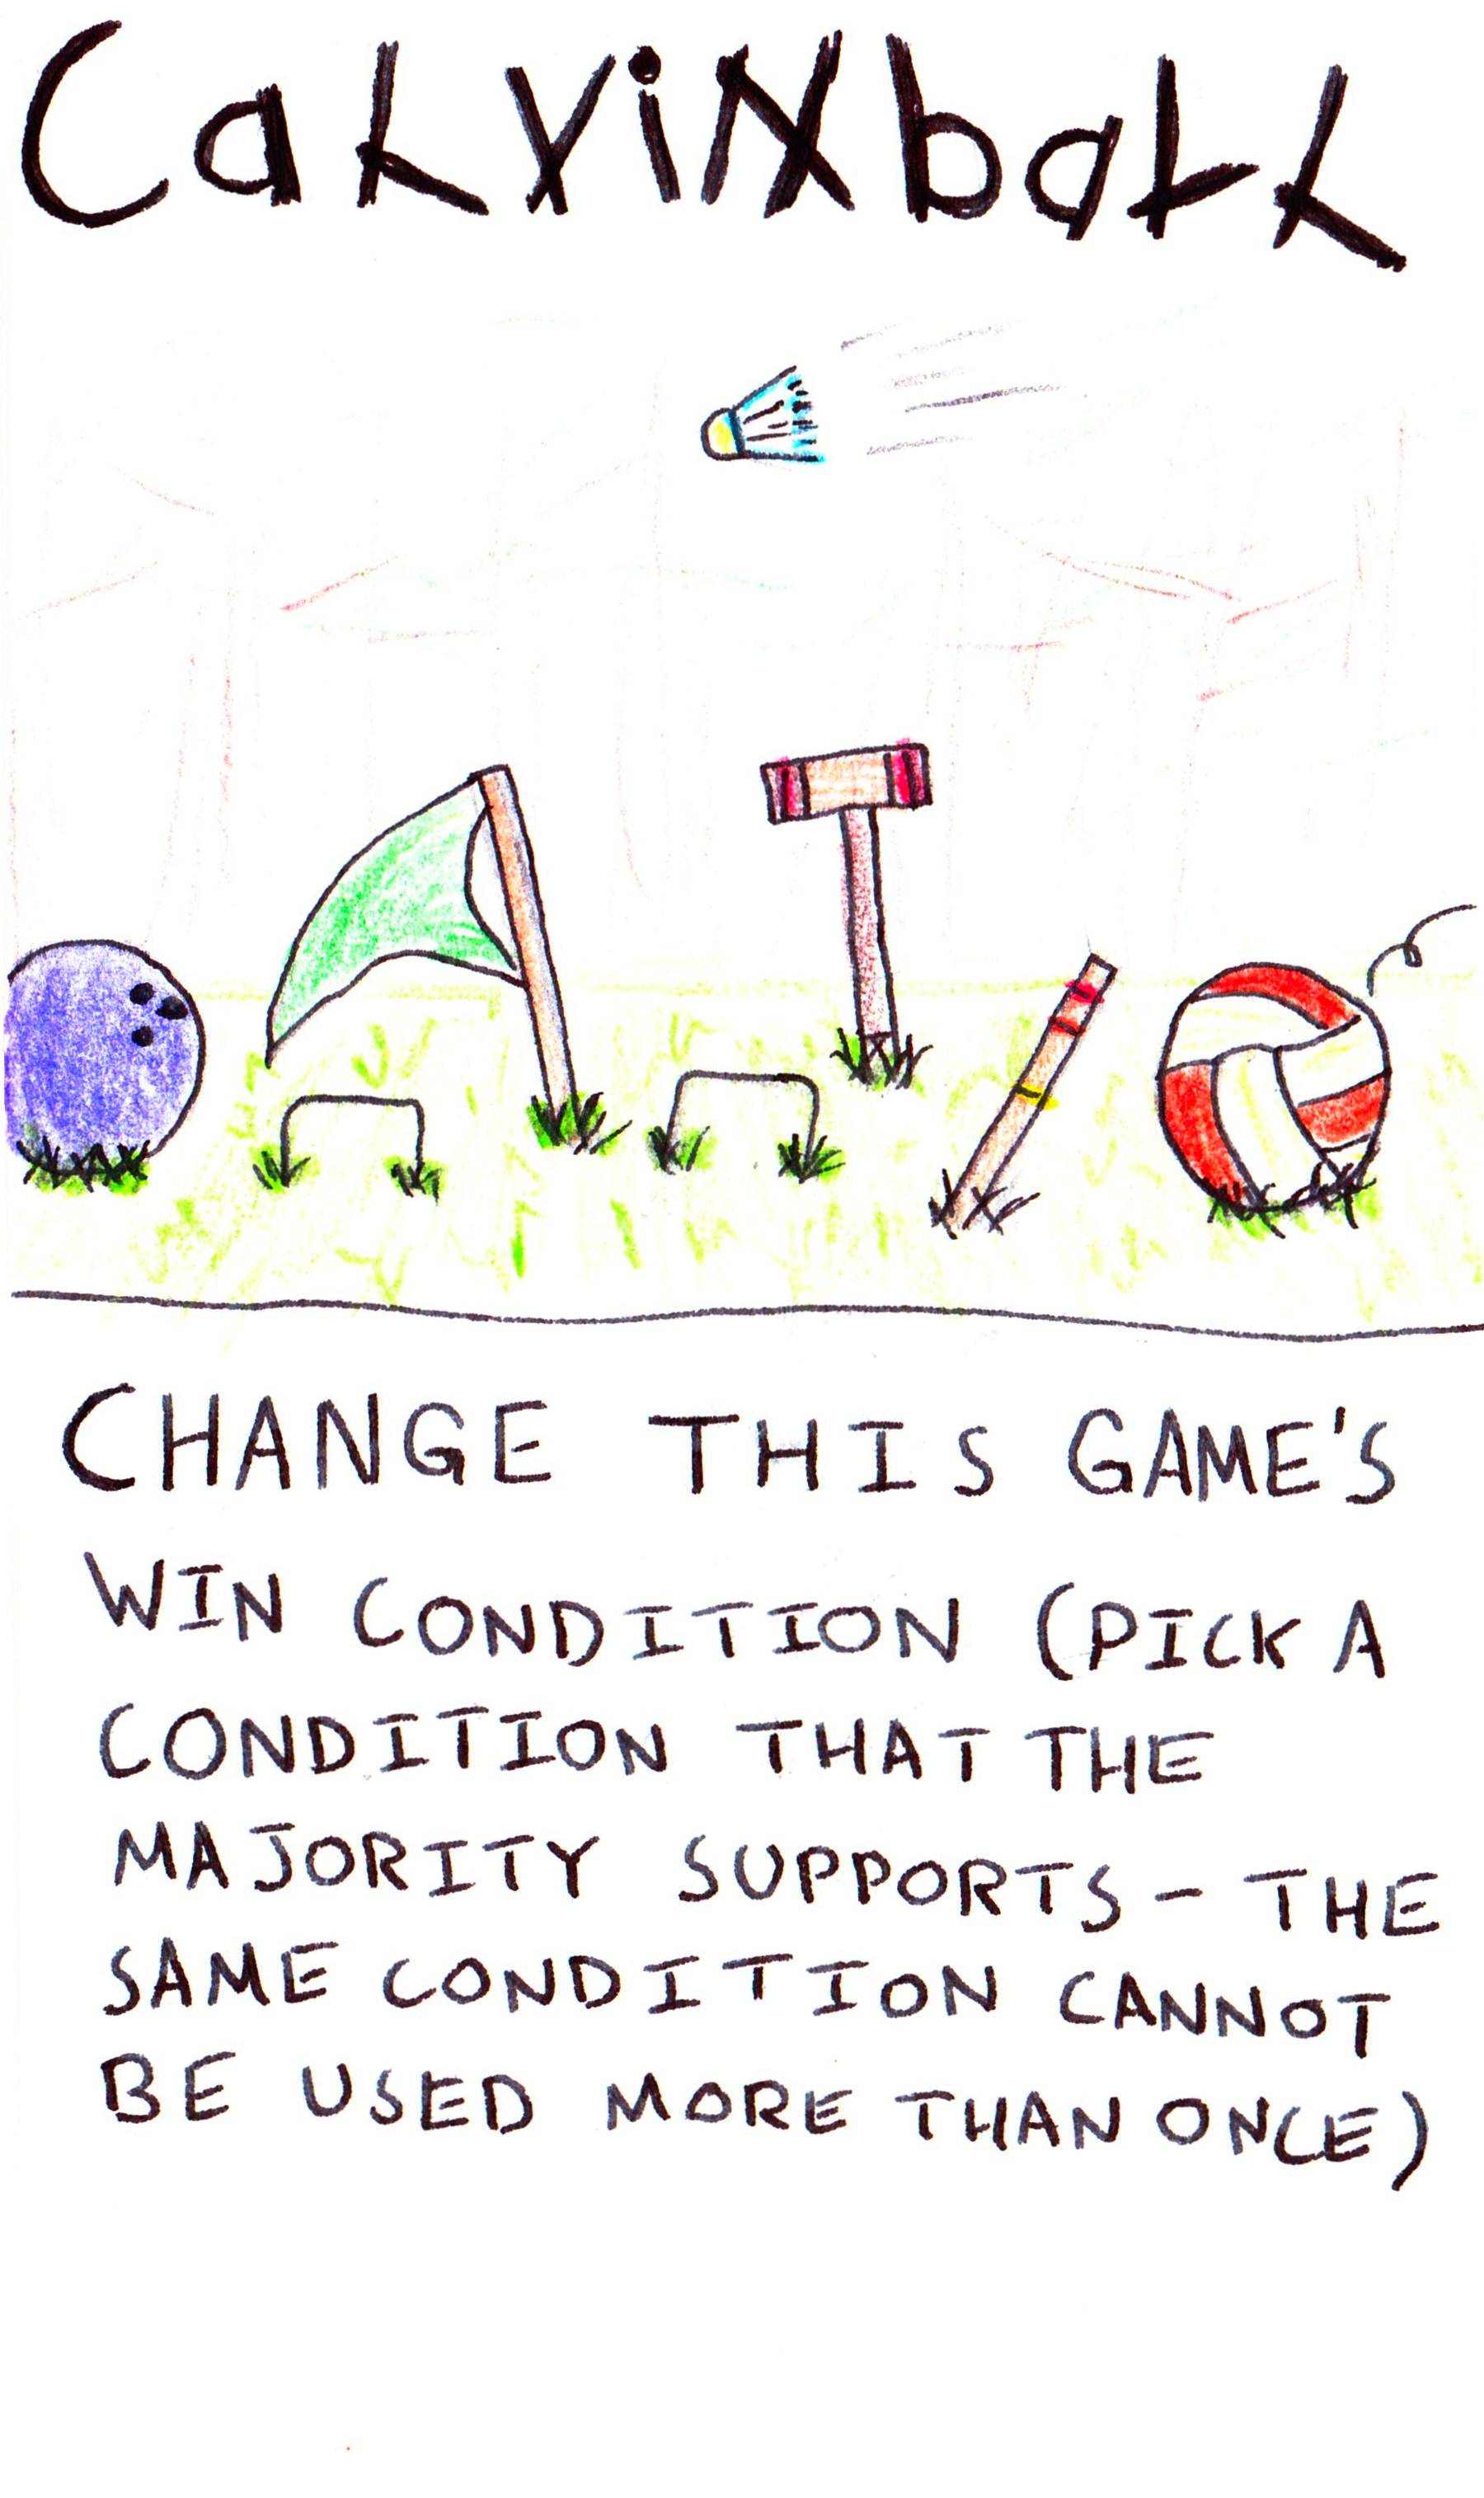 CaLViNbaLL
CHANGE THIS GAME'S
WIN CONDITION (PICK A
CONDITION THAT THE
MAJORITY SUPPORTS - THE
SAME CONDITION CANNOT
BE USED MORE THAN ONCE)